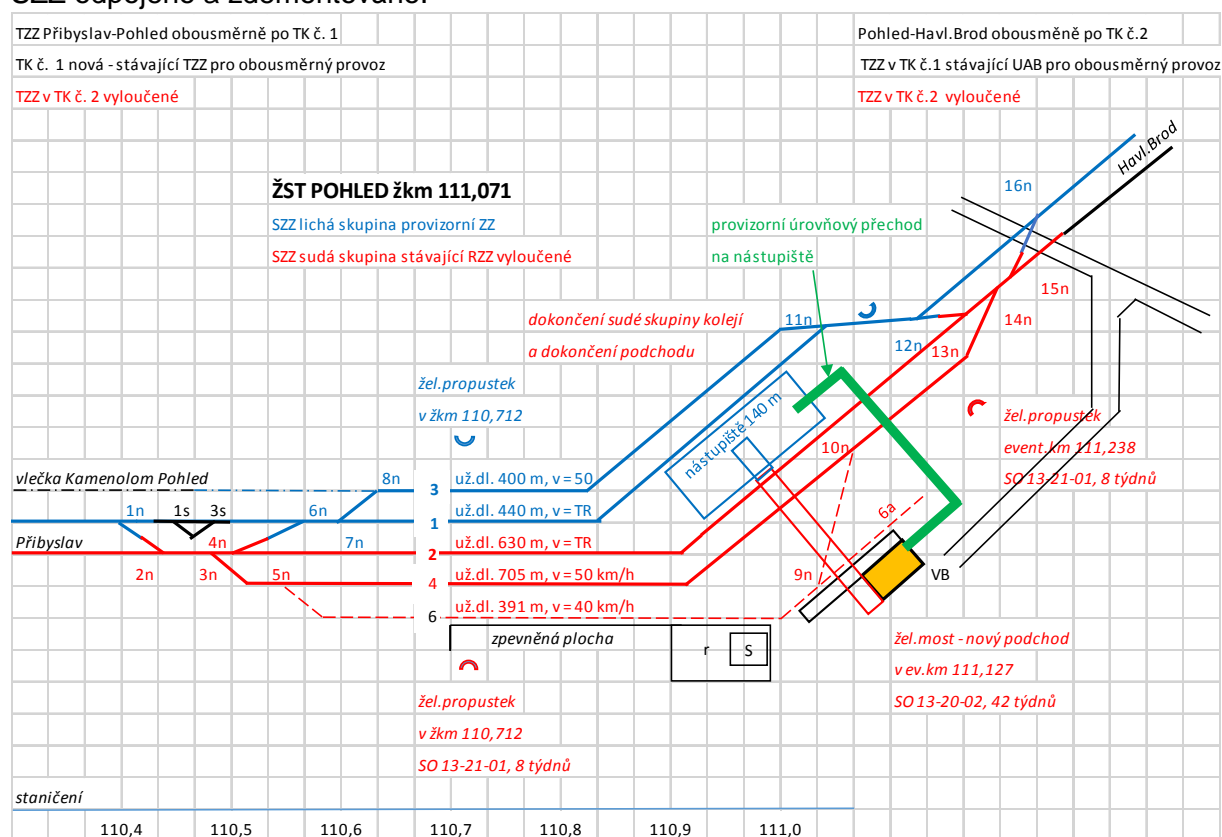 SZZ odpojené a zdemontované.
TZZ Přibyslav-Pohled obousměrně po TK č. 1
Pohled-Havl.Brod obousměně po TK č.2
TK č. 1 nová - stávající TZZ pro obousměrný provoz
TZZ v TK č.1 stávající UAB pro obousměrný provoz
TZZ v TK č. 2 vyloučené
TZZ v TK č.2 vyloučené
Havl.Brod
ŽST POHLED žkm 111,071
16n
SZZ lichá skupina provizorní ZZ
provizorní úrovňový přechod
SZZ sudá skupina stávající RZZ vyloučené
na nástupiště
15n
dokončení sudé skupiny kolejí
11n
14n
a dokončení podchodu
12n
13n
žel.propustek
v žkm 110,712
nástupiště 140 m
žel.propustek
10n
event.km 111,238
vlečka Kamenolom Pohled
8n
3
už.dl. 400 m, v = 50
SO 13-21-01, 8 týdnů
1n
1s
3s
6n
1
už.dl. 440 m, v = TR
6a
Přibyslav
4n
7n
2
už.dl. 630 m, v = TR
2n
3n
5n
4
už.dl. 705 m, v = 50 km/h
9n
VB
6
už.dl. 391 m, v = 40 km/h
zpevněná plocha
r
S
žel.most - nový podchod
v ev.km 111,127
žel.propustek
SO 13-20-02, 42 týdnů
v žkm 110,712
SO 13-21-01, 8 týdnů
staničení
110,4
110,5
110,6
110,7
110,8
110,9
111,0